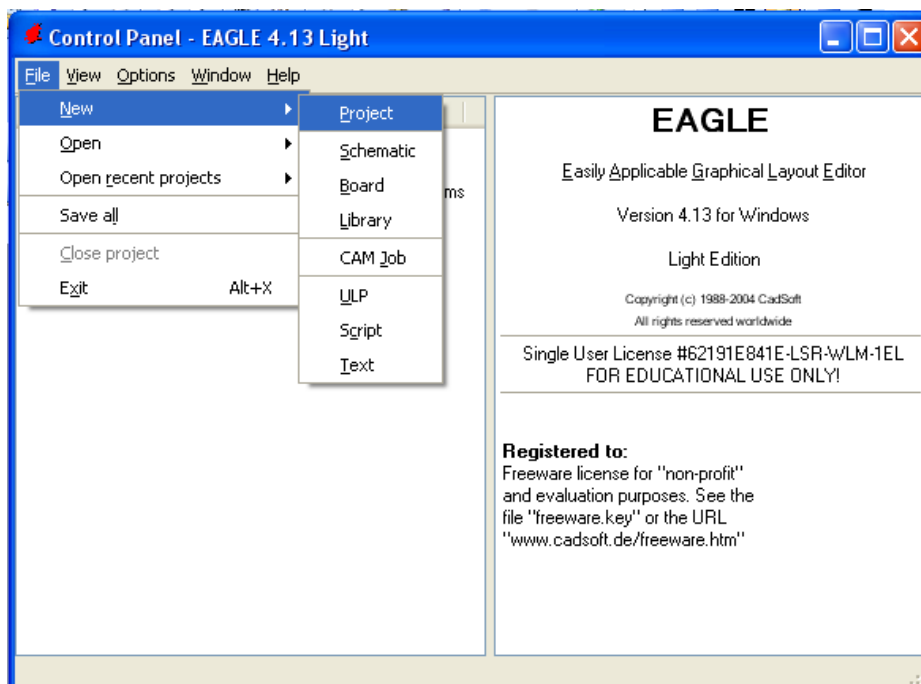 Control Panel - EAGLE 4.13 Light
File View Options Window Help
New
Open
Open recent projects
Save all
Close project
Exit Alt+X
Project
Schematic
Board
Library
CAM Job
ULP
Script
Text
ms
EAGLE
Easily Applicable Graphical Layout Editor
Version 4.13 for Windows
Light Edition
Copyright (c) 1988-2004 CadSoft
All rights reserved worldwide
Single User License #62191E841E-LSR-WLM-1EL
FOR EDUCATIONAL USE ONLY!
Registered to:
Freeware license for "non-profit"
and evaluation purposes. See the
file "freeware.key" or the URL
"www.cadsoft.de/freeware.htm"